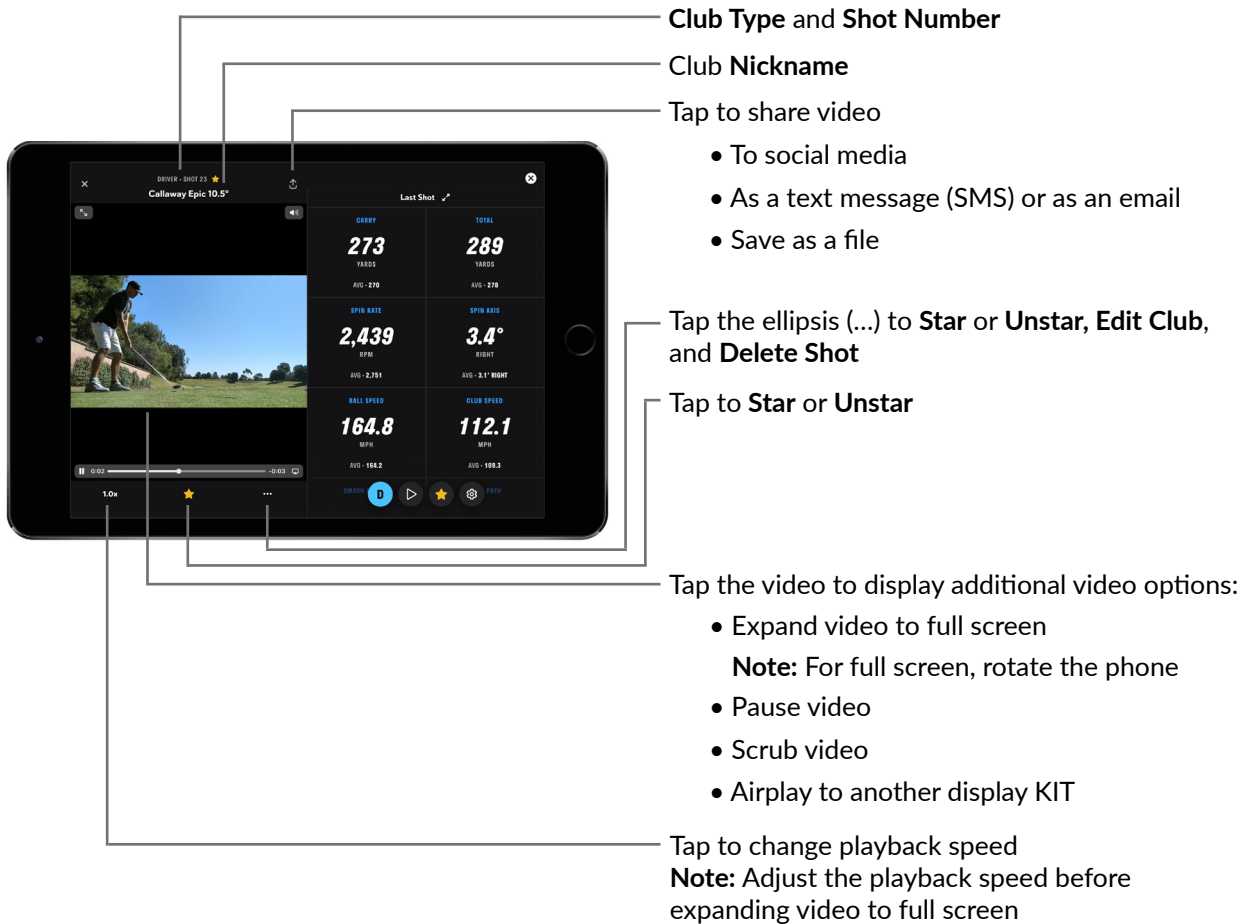 Club Type and Shot Number
Club Nickname
Tap to share video
• To social media
• As a text message (SMS) or as an email
• Save as a file
Tap the ellipsis (...) to Star or Unstar, Edit Club,
and Delete Shot
Tap to Star or Unstar
Tap the video to display additional video options:
• Expand video to full screen
Note: For full screen, rotate the phone
• Pause video
• Scrub video
• Airplay to another display KIT
Tap to change playback speed
Note: Adjust the playback speed before
expanding video to full screen
DRIVER • SHOT 23
Callaway Epic 10.5°
0:02
-0:03
1.0x
...
Last Shot
CARRY
273
YARDS
AVG • 270
TOTAL
289
YARDS
AVG • 278
SPIN RATE
2,439
RPM
AVG • 2,751
SPIN AXIS
3.4°
RIGHT
AVG • 3.1° RIGHT
BALL SPEED
164.8
MPH
AVG • 164.2
CLUB SPEED
112.1
MPH
AVG • 109.3
SMASH
D
PATH